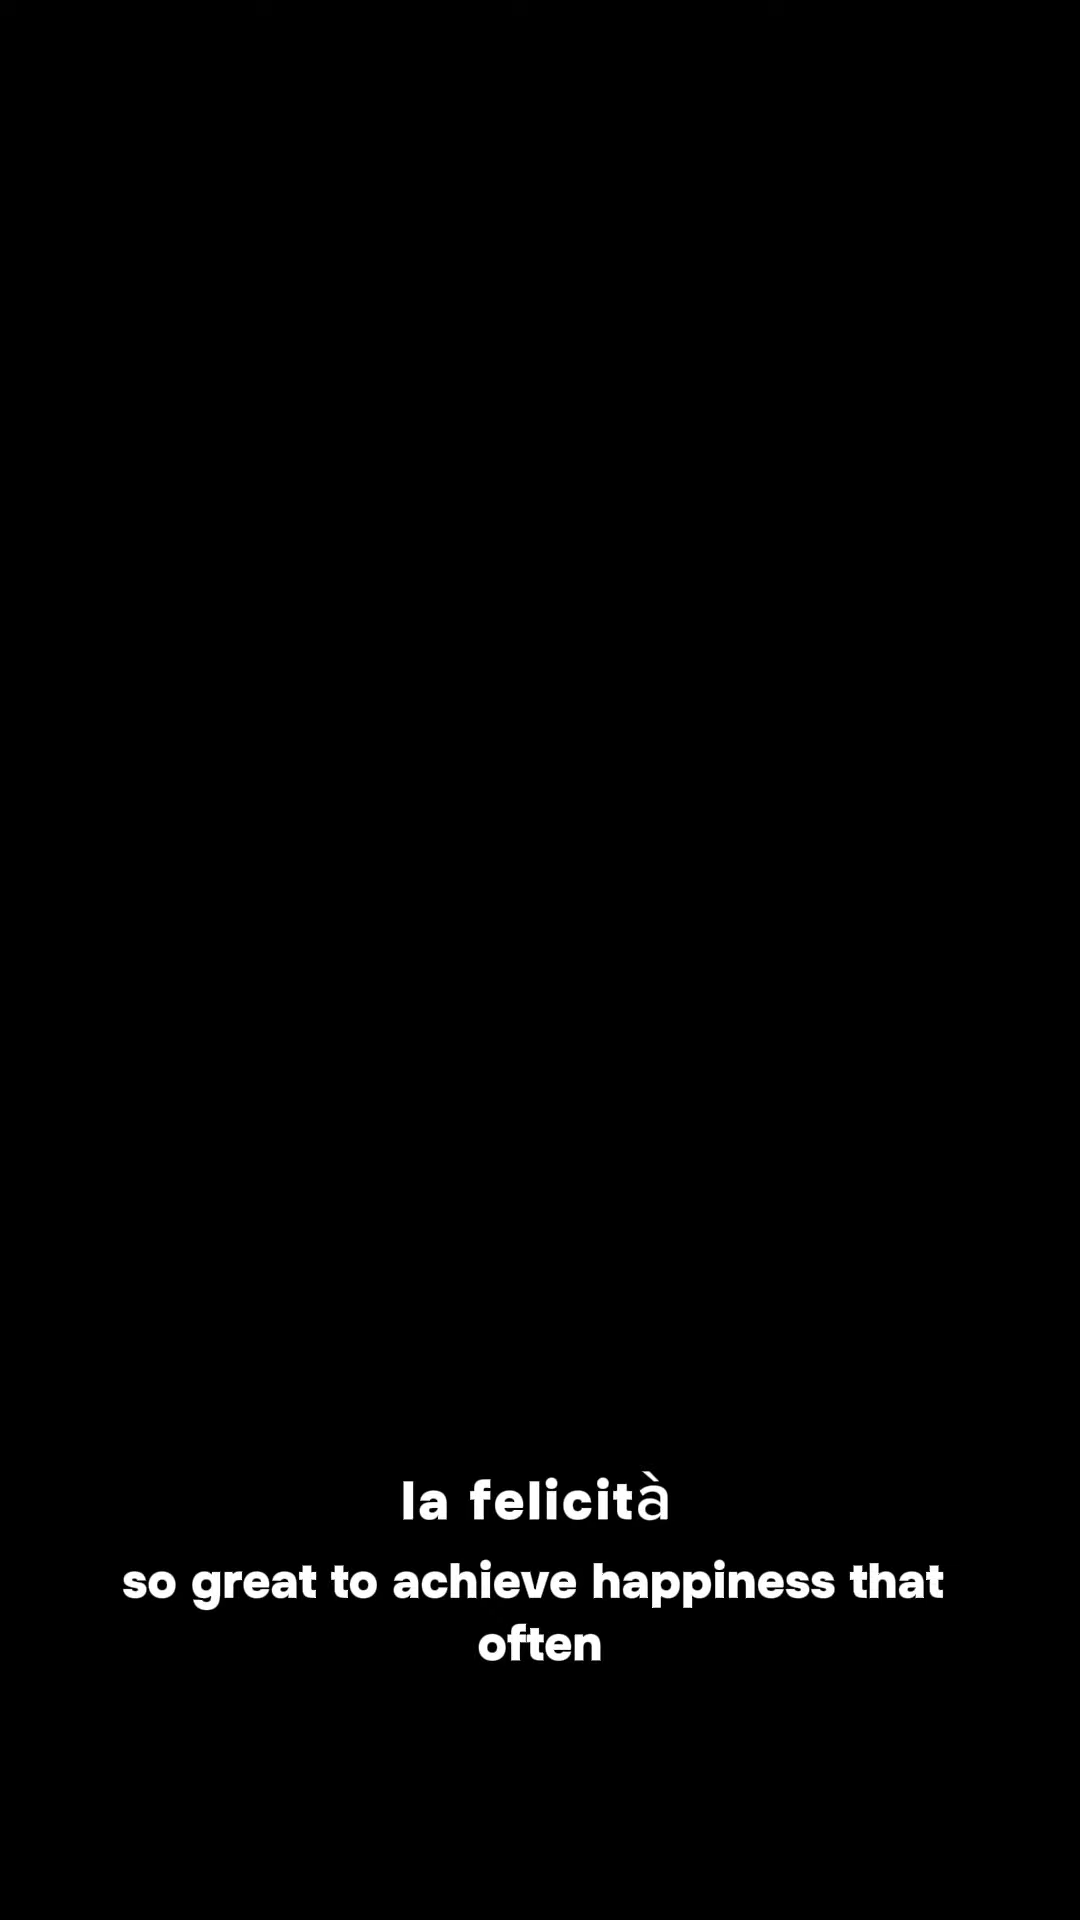 la felicità
so great to achieve happiness that
often